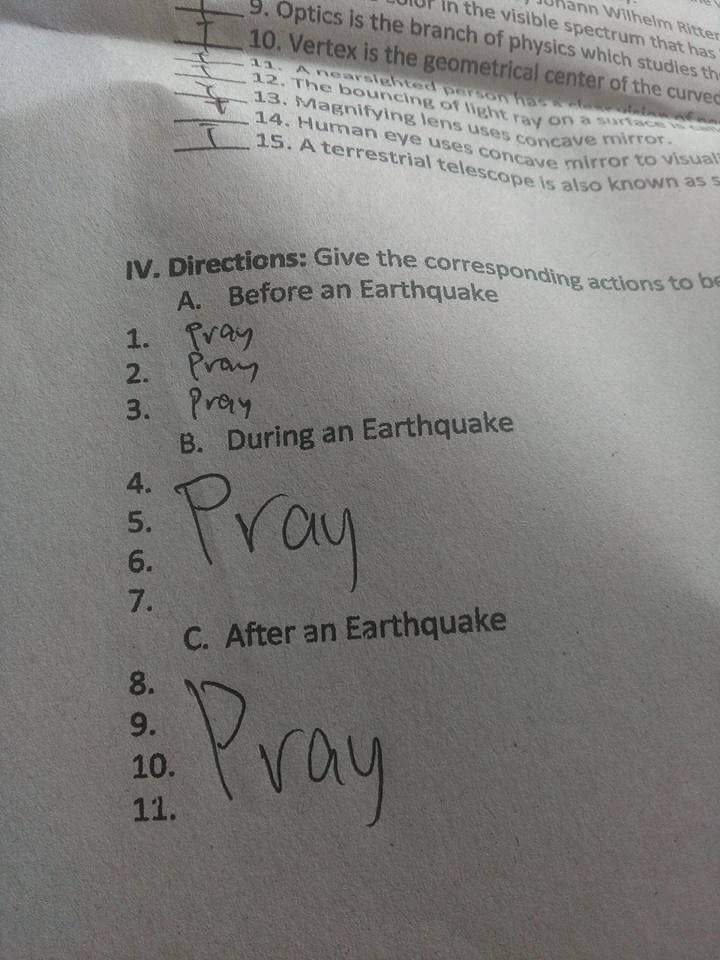 in the visible spectrum that has
Johann Wilhelm Ritter
9. Optics is the branch of physics which studies th
10. Vertex is the geometrical center of the curved
11. A nearsighted person has a clear vision of
12. The bouncing of light ray on a surface is
13. Magnifying lens uses concave mirror.
14. Human eye uses concave mirror to visual
15. A terrestrial telescope is also known as s
IV. Directions: Give the corresponding actions to be
A. Before an Earthquake
1. Pray
2. Pray
3. Pray
B. During an Earthquake
4.
5. Pray
6.
7.
C. After an Earthquake
8.
9. Pray
10.
11.